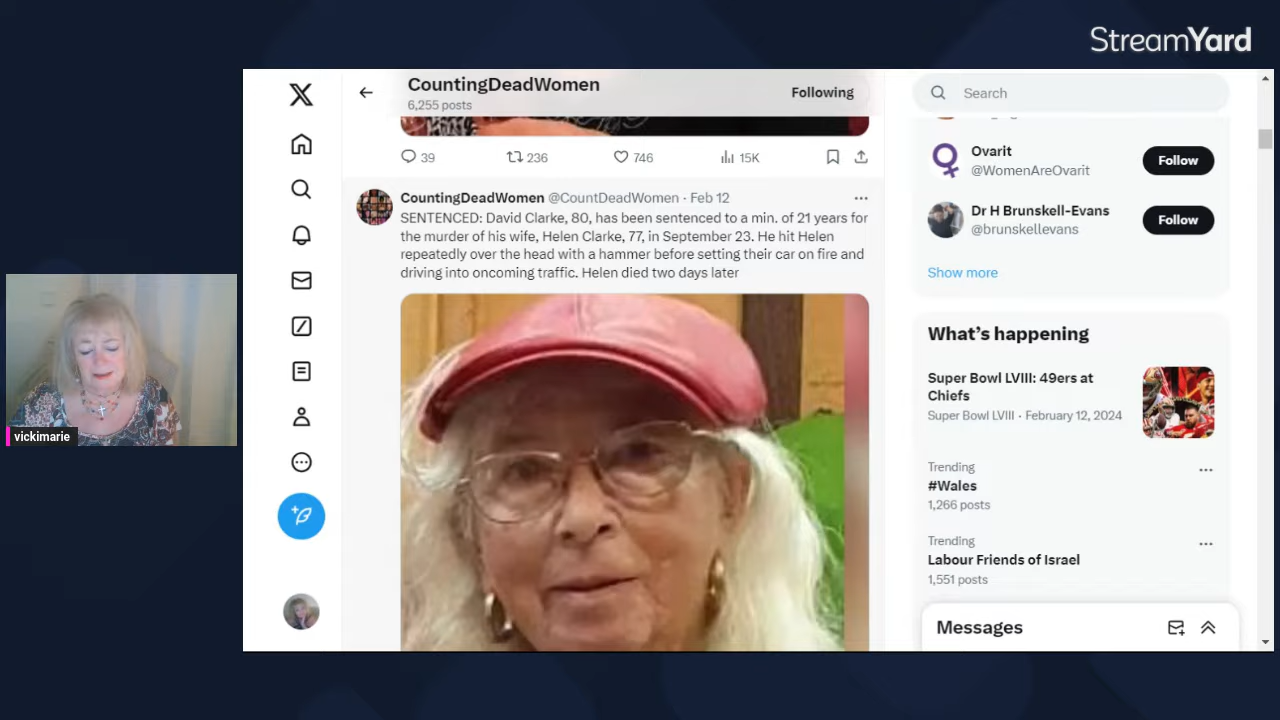 StreamYard
CountingDeadWomen
6,255 posts
Following
Search
39
236
746
15K
CountingDeadWomen @CountDeadWomen · Feb 12
SENTENCED: David Clarke, 80, has been sentenced to a min. of 21 years for
the murder of his wife, Helen Clarke, 77, in September 23. He hit Helen
repeatedly over the head with a hammer before setting their car on fire and
driving into oncoming traffic. Helen died two days later
Ovarit
@WomenAreOvarit
Follow
Dr H Brunskell-Evans
@brunskellevans
Follow
Show more
What's happening
Super Bowl LVIII: 49ers at
Chiefs
Super Bowl LVIII · February 12, 2024
Trending
#Wales
1,266 posts
Trending
Labour Friends of Israel
1,551 posts
Messages
vickimarie